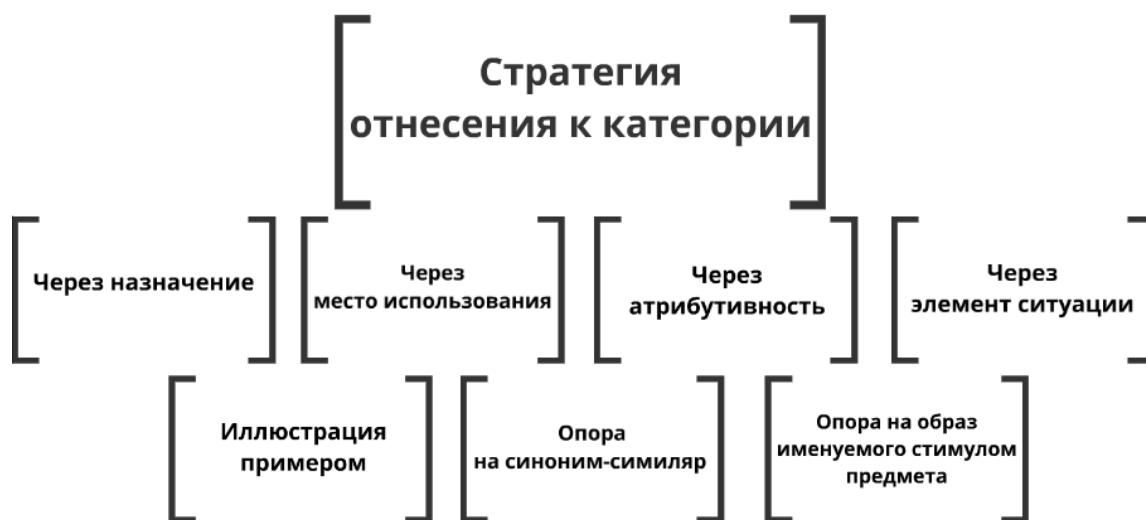 Стратегия
отнесения к категории
Через назначение
Через
место использования
Через
атрибутивность
Через
элемент ситуации
Иллюстрация
примером
Опора
на синоним-симиляр
Опора на образ
именуемого стимулом
предмета